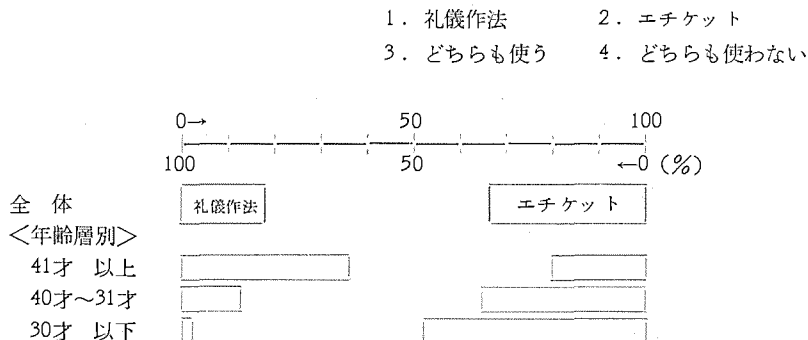 1. 礼儀作法 2. エチケット
3. どちらも使う 4. どちらも使わない
0→ 50 100
100 50 ←0 (%)
全体 礼儀作法 エチケット
＜年齢層別＞
41才 以上
40才～31才
30才 以下